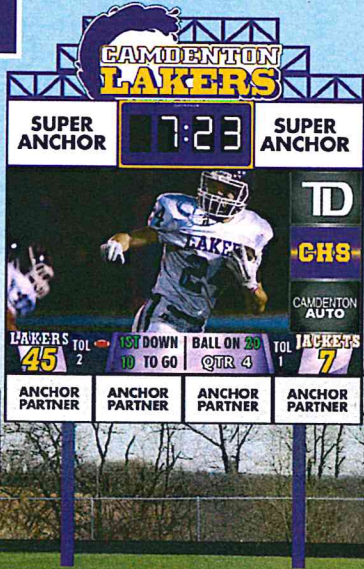 CAMDENTON
LAKERS
SUPER
ANCHOR
7:23
SUPER
ANCHOR
LAKE
2
TD
CHS
CAMDENTON
AUTO
LAKERS
45
TOL
2
1ST DOWN
BALL ON 20
10 TO GO
QTR 4
TOL
1
JACKETS
7
ANCHOR
PARTNER
ANCHOR
PARTNER
ANCHOR
PARTNER
ANCHOR
PARTNER